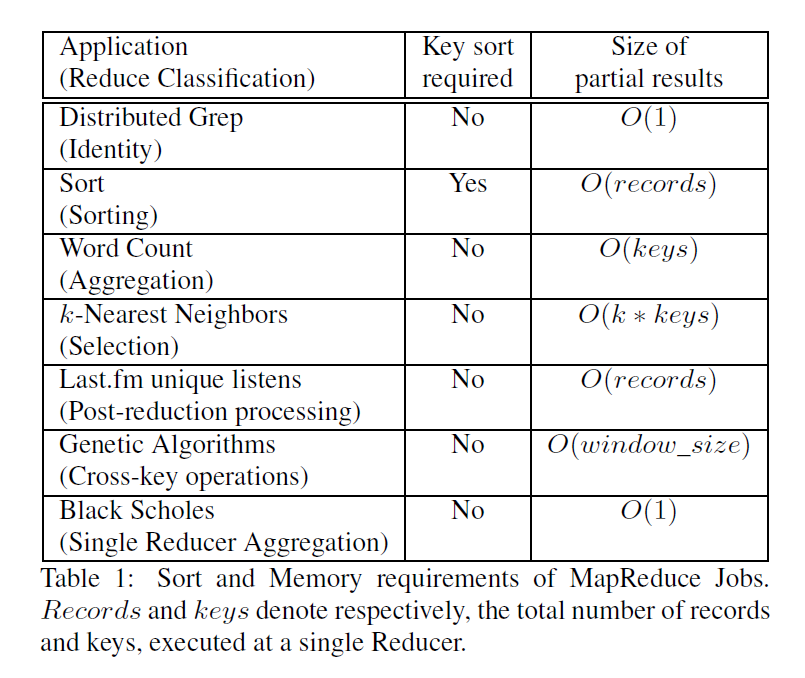 Application Key sort Size of
(Reduce Classification) required partial results
Distributed Grep No O(1)
(Identity)
Sort Yes O(records)
(Sorting)
Word Count No O(keys)
(Aggregation)
k-Nearest Neighbors No O(k ∗ keys)
(Selection)
Last.fm unique listens No O(records)
(Post-reduction processing)
Genetic Algorithms No O(window_size)
(Cross-key operations)
Black Scholes No O(1)
(Single Reducer Aggregation)
Table 1: Sort and Memory requirements of MapReduce Jobs.
Records and keys denote respectively, the total number of records
and keys, executed at a single Reducer.